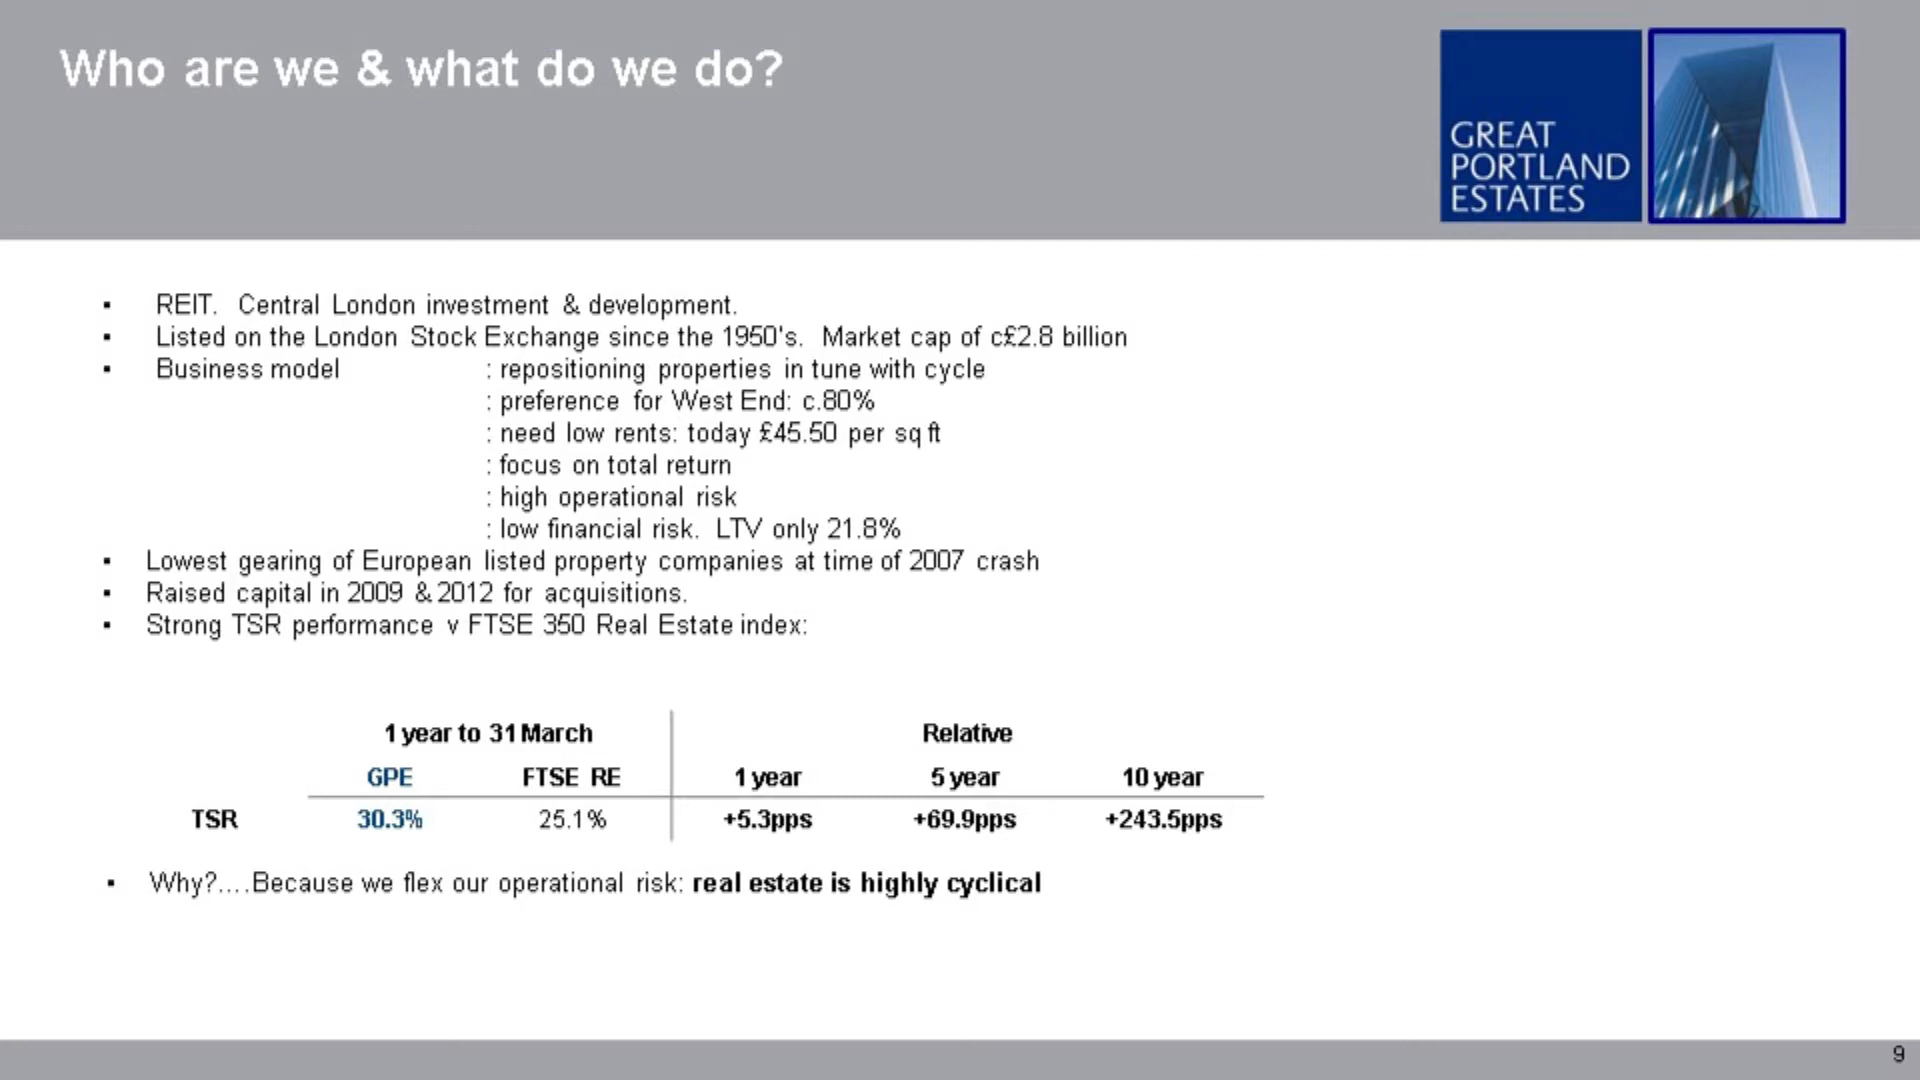 Who are we & what do we do?
GREAT
PORTLAND
ESTATES
▪ REIT. Central London investment & development.
▪ Listed on the London Stock Exchange since the 1950's. Market cap of c£2.8 billion
▪ Business model : repositioning properties in tune with cycle
: preference for West End: c.80%
: need low rents: today £45.50 per sq ft
: focus on total return
: high operational risk
: low financial risk. LTV only 21.8%
▪ Lowest gearing of European listed property companies at time of 2007 crash
▪ Raised capital in 2009 & 2012 for acquisitions.
▪ Strong TSR performance v FTSE 350 Real Estate index:
1 year to 31 March Relative
GPE FTSE RE 1 year 5 year 10 year
TSR 30.3% 25.1% +5.3pps +69.9pps +243.5pps
▪ Why?....Because we flex our operational risk: real estate is highly cyclical
9